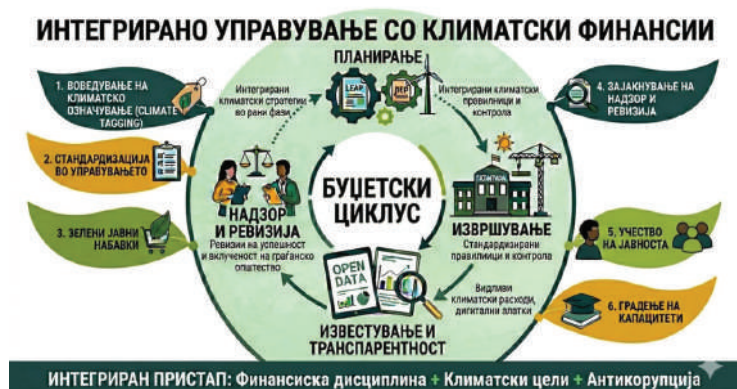 ИНТЕГРИРАНО УПРАВУВАЊЕ СО КЛИМАТСКИ ФИНАНСИИ
1. ВОВЕДУВАЊЕ НА
КЛИМАТСКО
ОЗНАЧУВАЊЕ (CLIMATE
TAGGING)
2. СТАНДАРДИЗАЦИЈА
ВО УПРАВУВАЊЕТО
3. ЗЕЛЕНИ ЈАВНИ
НАБАВКИ
ПЛАНИРАЊЕ
Интегрирани
климатски стратегии
во рани фази
LEAP
Интегрирани климатски
правилници и
контрола
БУЏЕТСКИ
ЦИКЛУС
НАДЗОР
И РЕВИЗИЈА
Ревизии на успешност
и вклученост на граѓанско
општество
ИЗВРШУВАЊЕ
Стандардизирани
правилници и контрола
OPEN
DATA
Видливи
климатски расходи,
дигитални алатки
ИЗВЕСТУВАЊЕ И
ТРАНСПАРЕНТНОСТ
4. ЗАЈАКНУВАЊЕ НА
НАДЗОР И
РЕВИЗИЈА
5. УЧЕСТВО
НА ЈАВНОСТА
6. ГРАДЕЊЕ НА
КАПАЦИТЕТИ
ИНТЕГРИРАН ПРИСТАП: Финансиска дисциплина + Климатски цели + Антикорупција